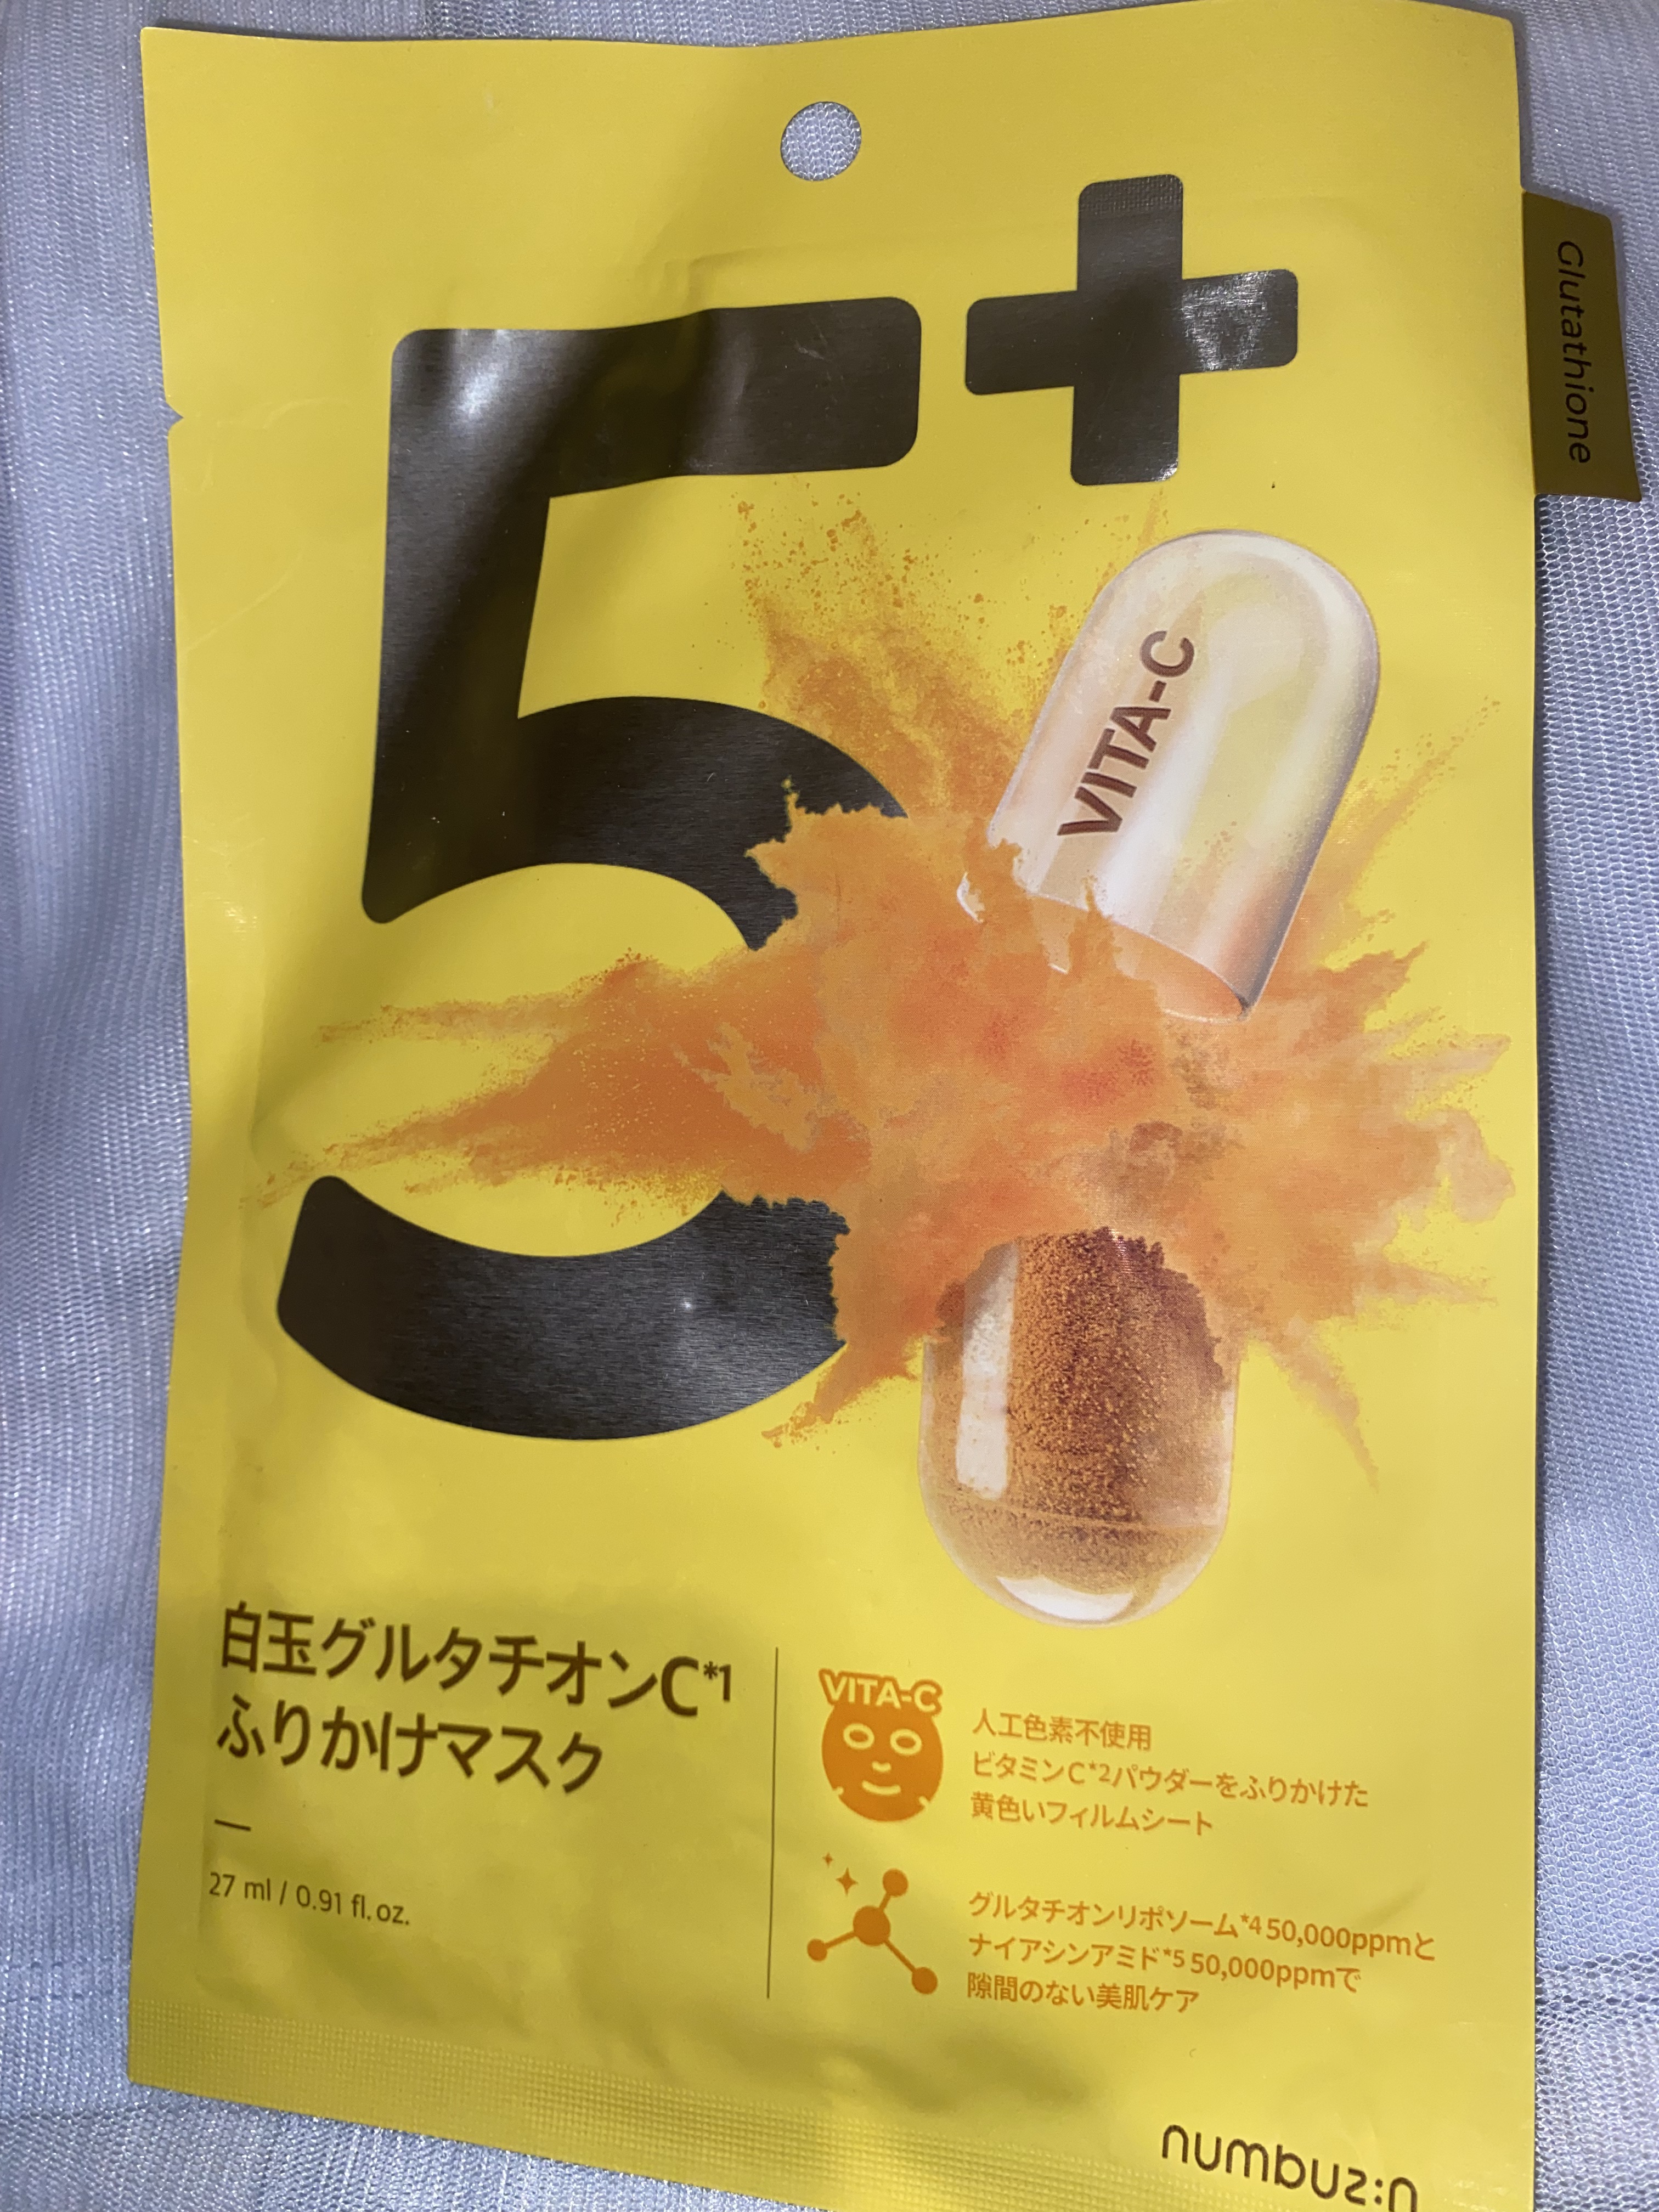 Glutathione
5+
VITA-C
白玉グルタチオンC*1
ふりかけマスク
27 ml / 0.91 fl. oz.
VITA-C
人工色素不使用
ビタミンC*2パウダーをふりかけた
黄色いフィルムシート
グルタチオンリポソーム*4 50,000ppmと
ナイアシンアミド*5 50,000ppmで
隙間のない美肌ケア
numbuz:n